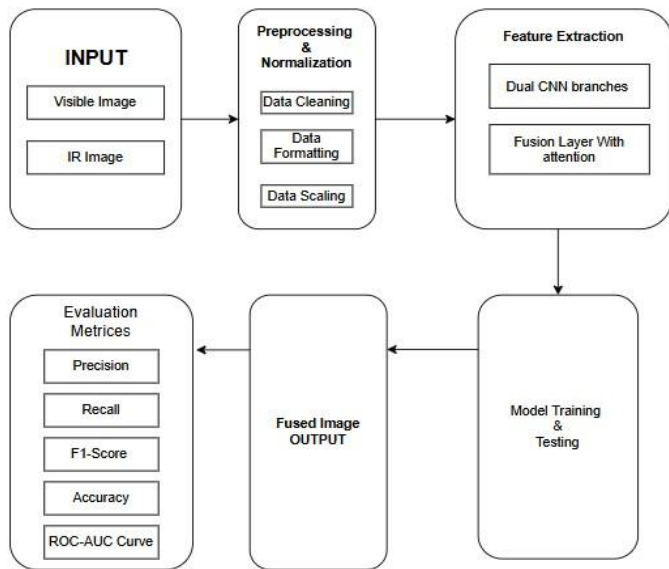 INPUT
Visible Image
IR Image
Preprocessing
&
Normalization
Data Cleaning
Data
Formatting
Data Scaling
Feature Extraction
Dual CNN branches
Fusion Layer With
attention
Model Training
&
Testing
Fused Image
OUTPUT
Evaluation
Metrices
Precision
Recall
F1-Score
Accuracy
ROC-AUC Curve